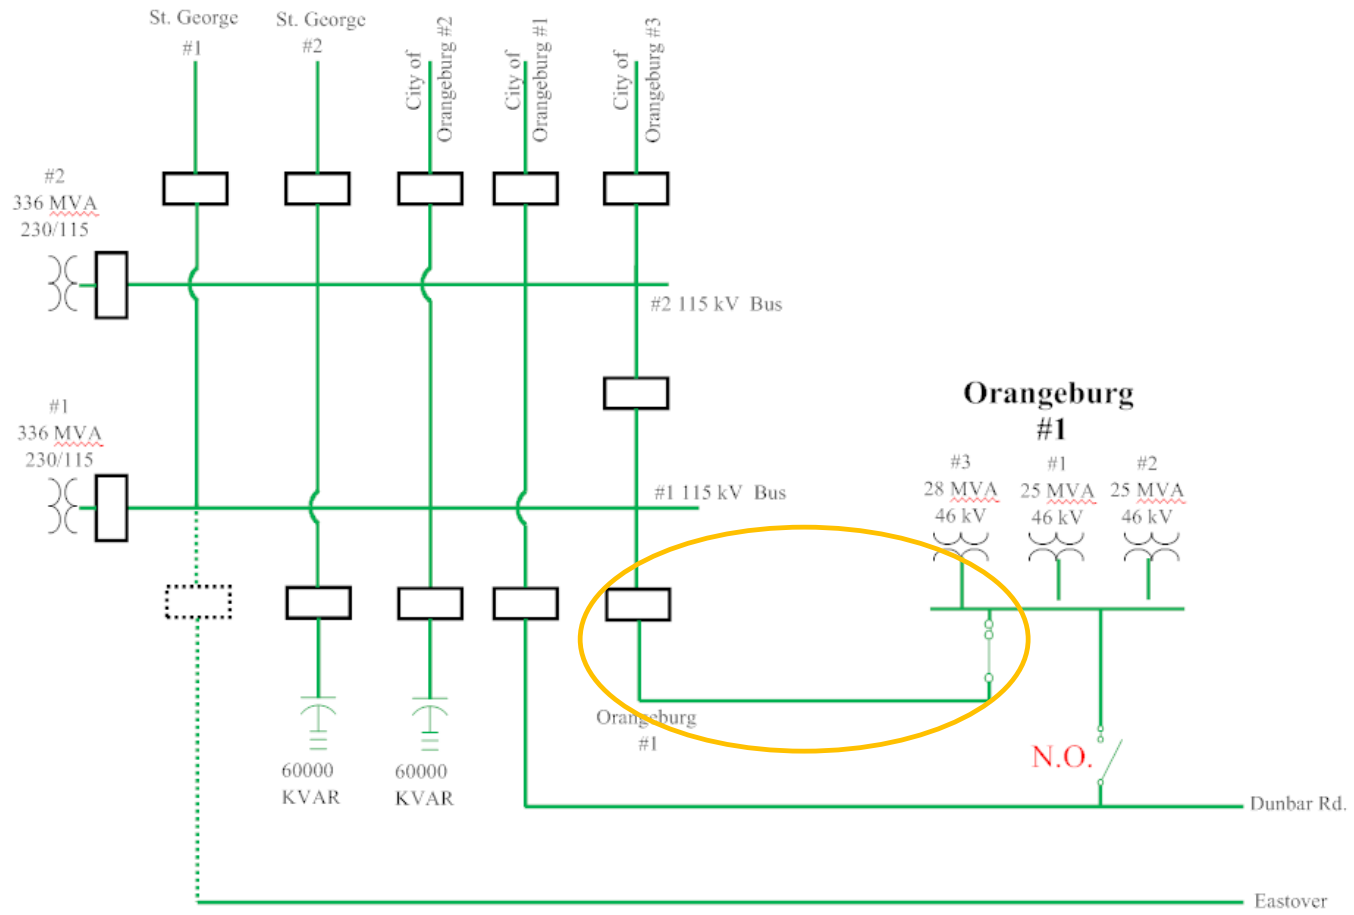 St. George
#1
St. George
#2
City of
Orangeburg #2
City of
Orangeburg #1
City of
Orangeburg #3
#2
336 MVA
230/115
#2 115 kV Bus
#1
336 MVA
230/115
#1 115 kV Bus
Orangeburg
#1
#3
28 MVA
46 kV
#1
25 MVA
46 kV
#2
25 MVA
46 kV
Orangeburg
#1
N.O.
60000
KVAR
60000
KVAR
Dunbar Rd.
Eastover